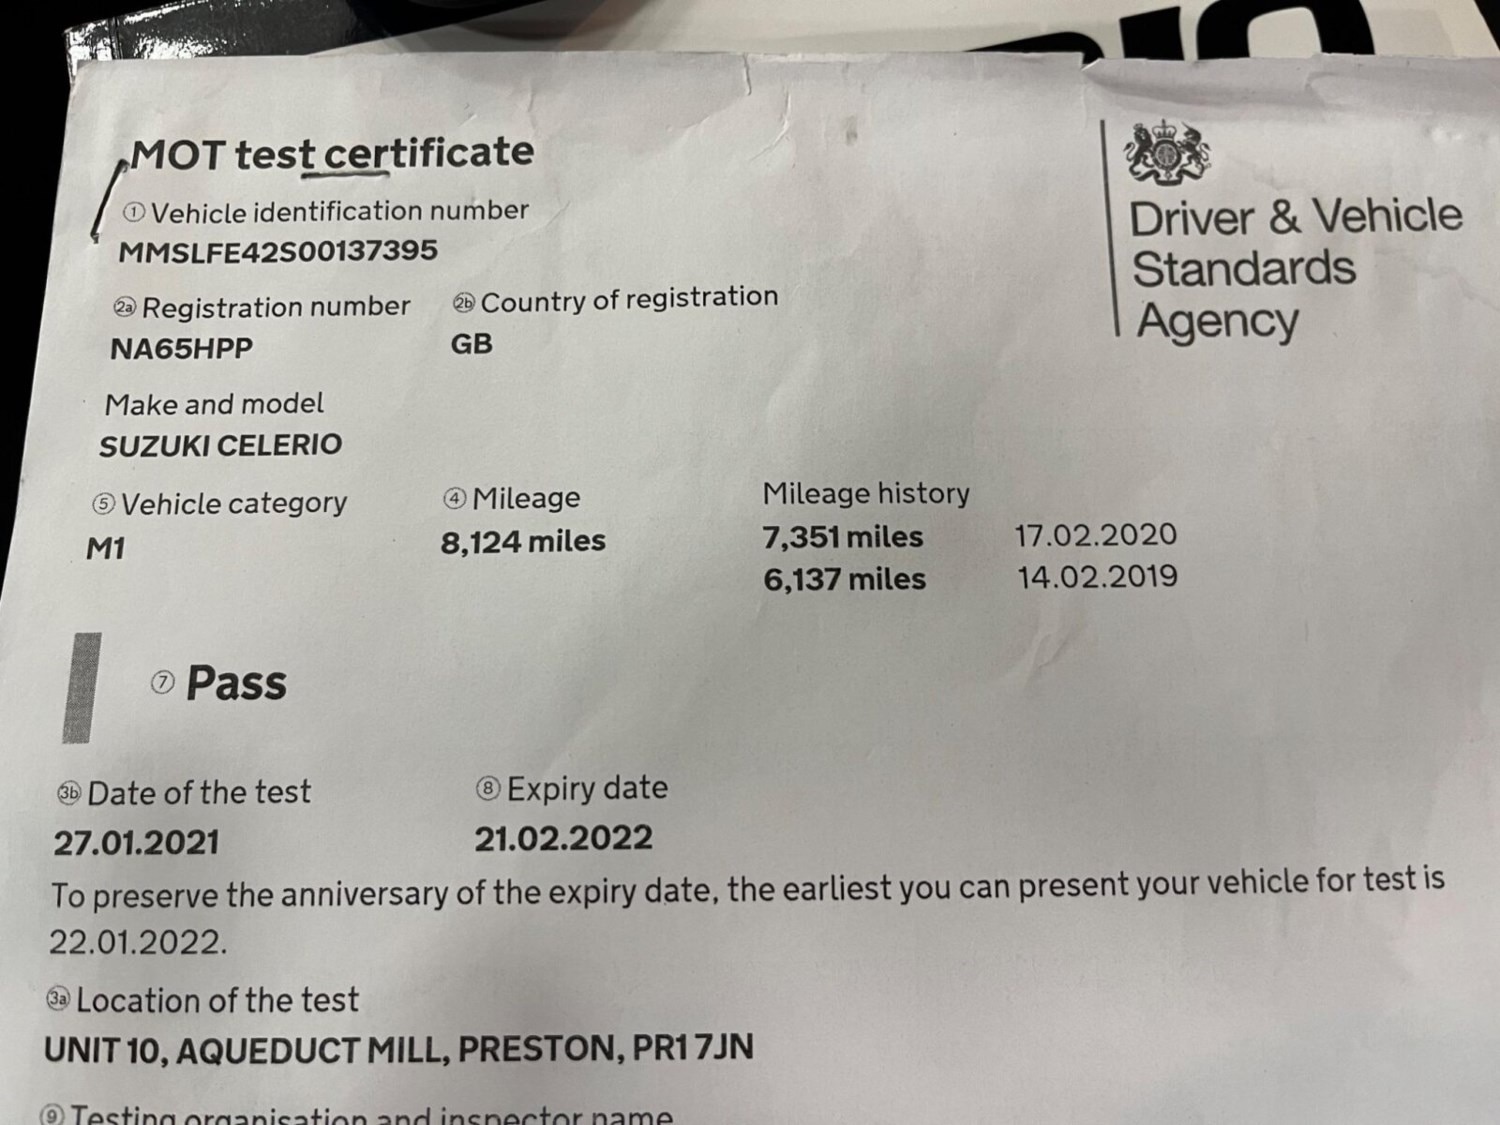 MOT test certificate
① Vehicle identification number
MMSLFE42S00137395
2a Registration number 2b Country of registration
NA65HPP GB
Make and model
SUZUKI CELERIO
⑤ Vehicle category ④ Mileage Mileage history
M1 8,124 miles 7,351 miles 17.02.2020
6,137 miles 14.02.2019
Driver & Vehicle
Standards
Agency
⑦ Pass
3b Date of the test ⑧ Expiry date
27.01.2021 21.02.2022
To preserve the anniversary of the expiry date, the earliest you can present your vehicle for test is
22.01.2022.
3a Location of the test
UNIT 10, AQUEDUCT MILL, PRESTON, PR1 7JN
⑨ Testing organisation and inspector name